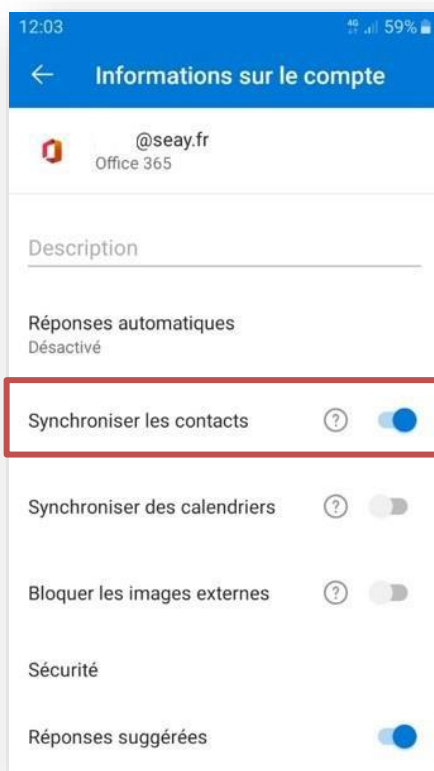 12:03 4G 59%
Informations sur le compte
@seay.fr
Office 365
Description
Réponses automatiques
Désactivé
Synchroniser les contacts ?
Synchroniser des calendriers ?
Bloquer les images externes ?
Sécurité
Réponses suggérées